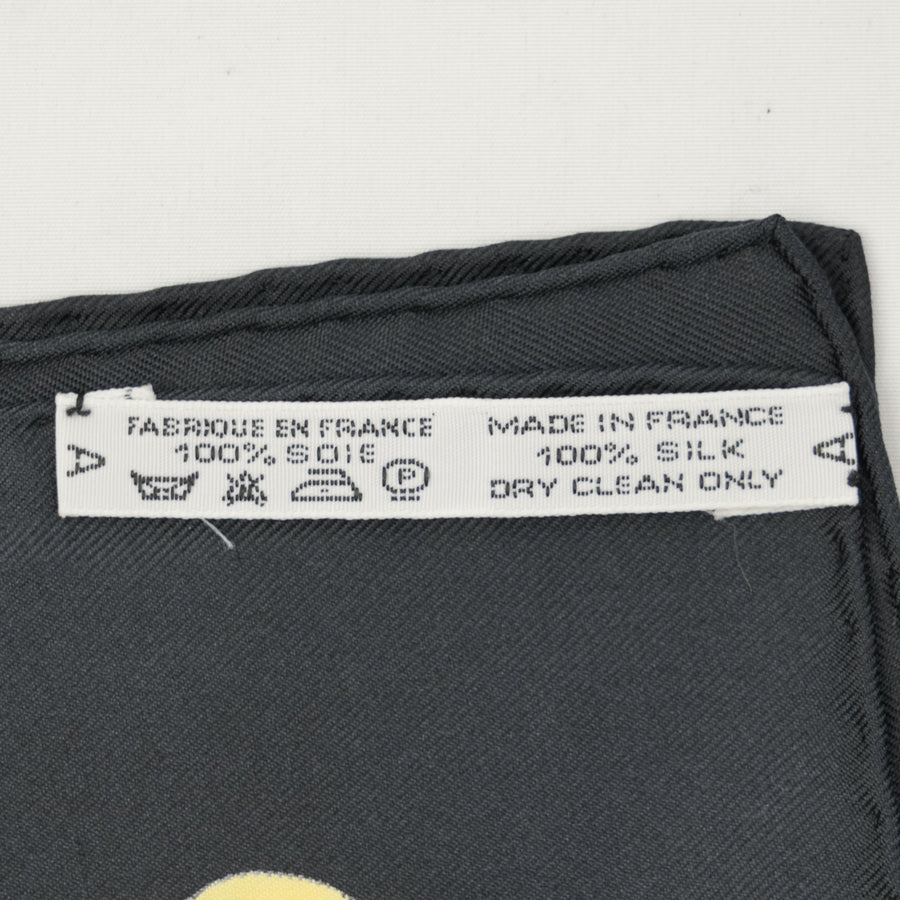 A
FABRIQUE EN FRANCE
100% SOIE
P
MADE IN FRANCE
100% SILK
DRY CLEAN ONLY
A